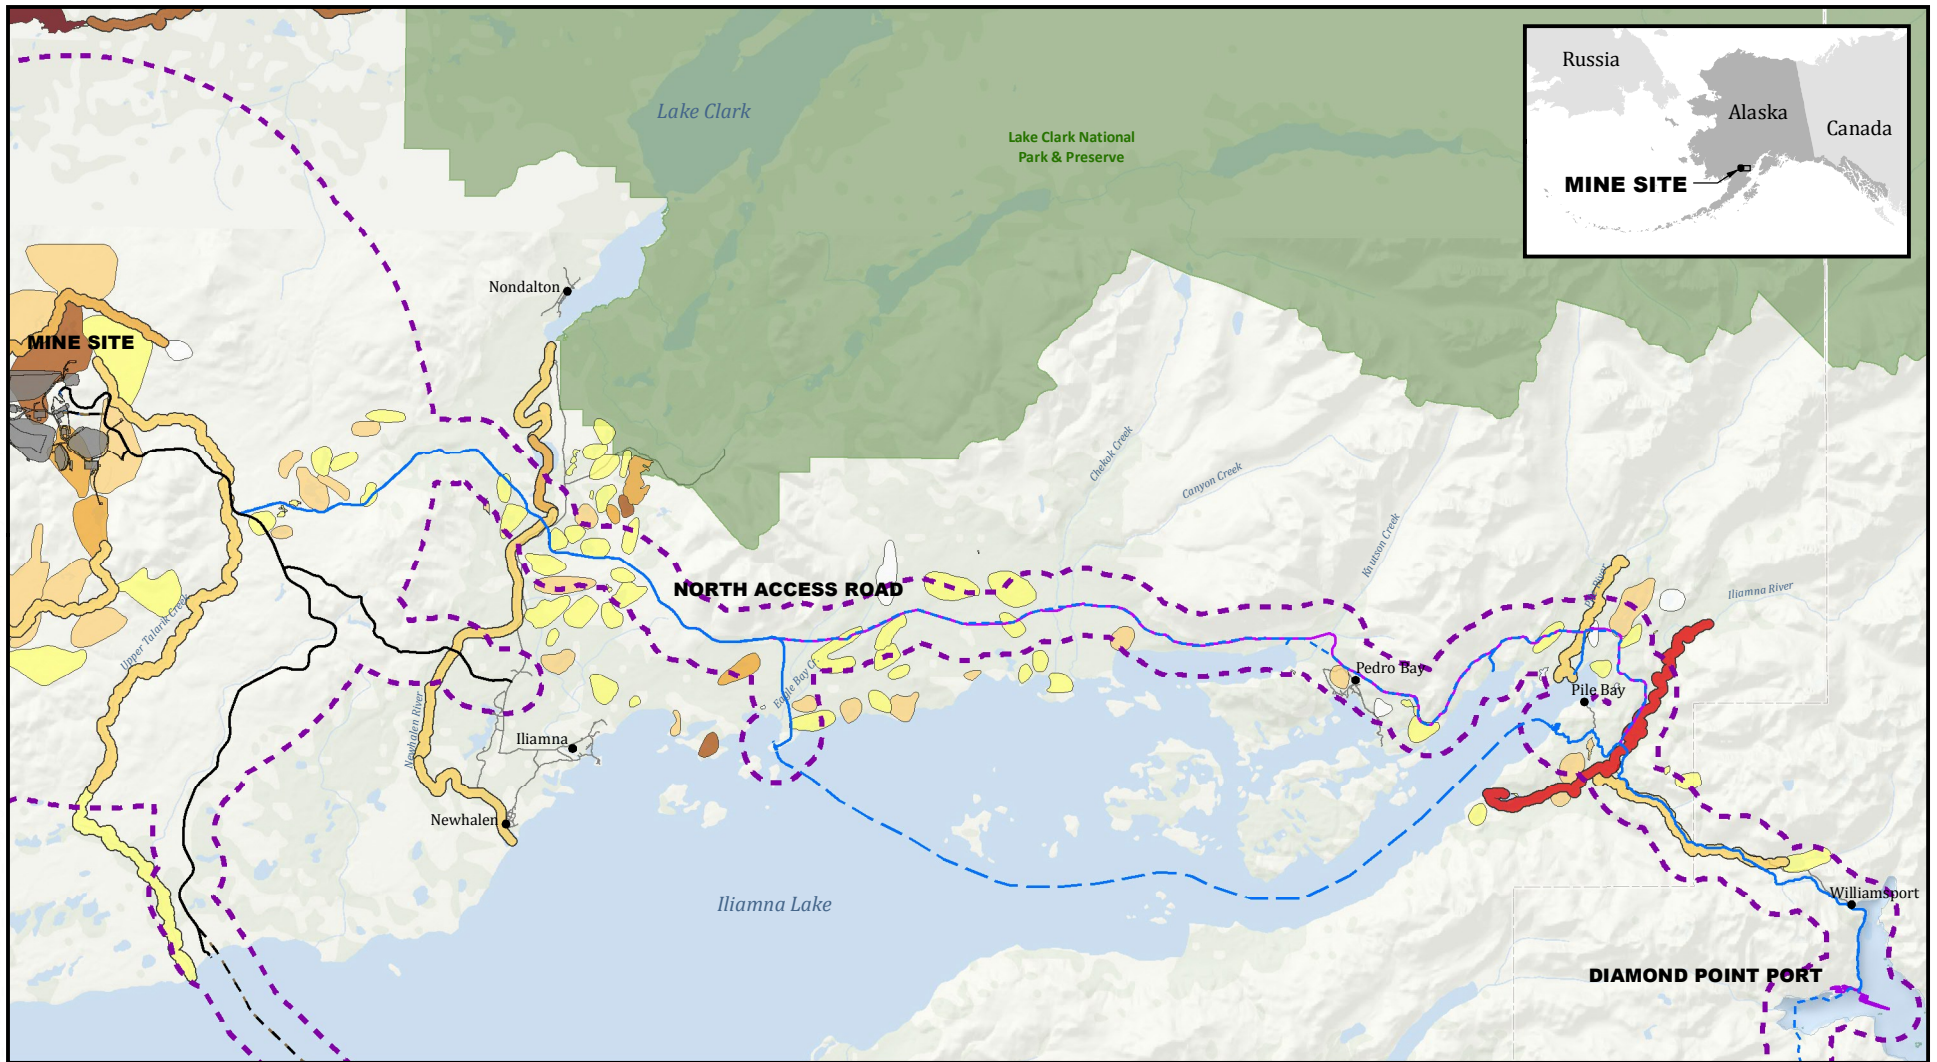 Russia
Alaska
Canada
MINE SITE
Lake Clark
Lake Clark National
Park & Preserve
Nondalton
MINE SITE
Chekok Creek
Canyon Creek
Knutson Creek
NORTH ACCESS ROAD
Pile River
Iliamna River
Upper Talarik Creek
Newhalen River
Eagle Bay Cr.
Pedro Bay
Pile Bay
Iliamna
Newhalen
Iliamna Lake
Williamsport
DIAMOND POINT PORT